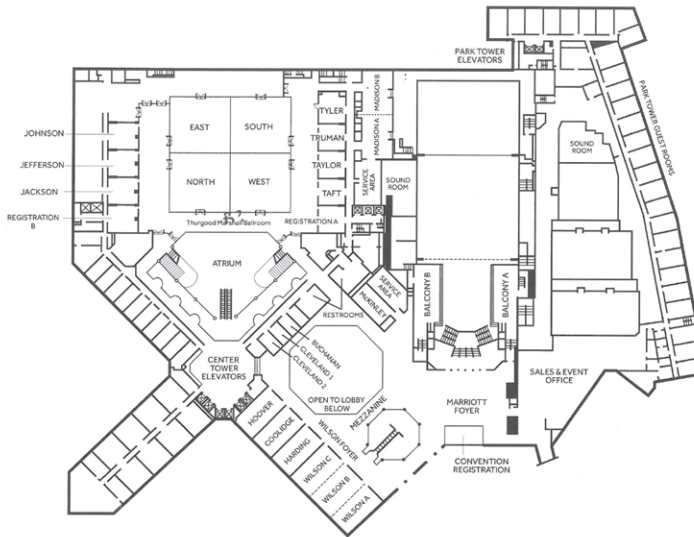 PARK TOWER
ELEVATORS
PARK TOWER GUEST ROOMS
JOHNSON
JEFFERSON
JACKSON
REGISTRATION
B
EAST
SOUTH
NORTH
WEST
Thurgood Marshall Ballroom
REGISTRATION A
TYLER
TRUMAN
TAYLOR
TAFT
MADISON B
MADISON A
SERVICE
AREA
SOUND
ROOM
SOUND
ROOM
ATRIUM
RESTROOMS
SERVICE
AREA
McKINLEY
BALCONY B
BALCONY A
CENTER
TOWER
ELEVATORS
BUCHANAN
CLEVELAND 1
CLEVELAND 2
OPEN TO LOBBY
BELOW
MEZZANINE
HOOVER
COOLIDGE
HARDING
WILSON C
WILSON B
WILSON A
WILSON FOYER
MARRIOTT
FOYER
SALES & EVENT
OFFICE
CONVENTION
REGISTRATION